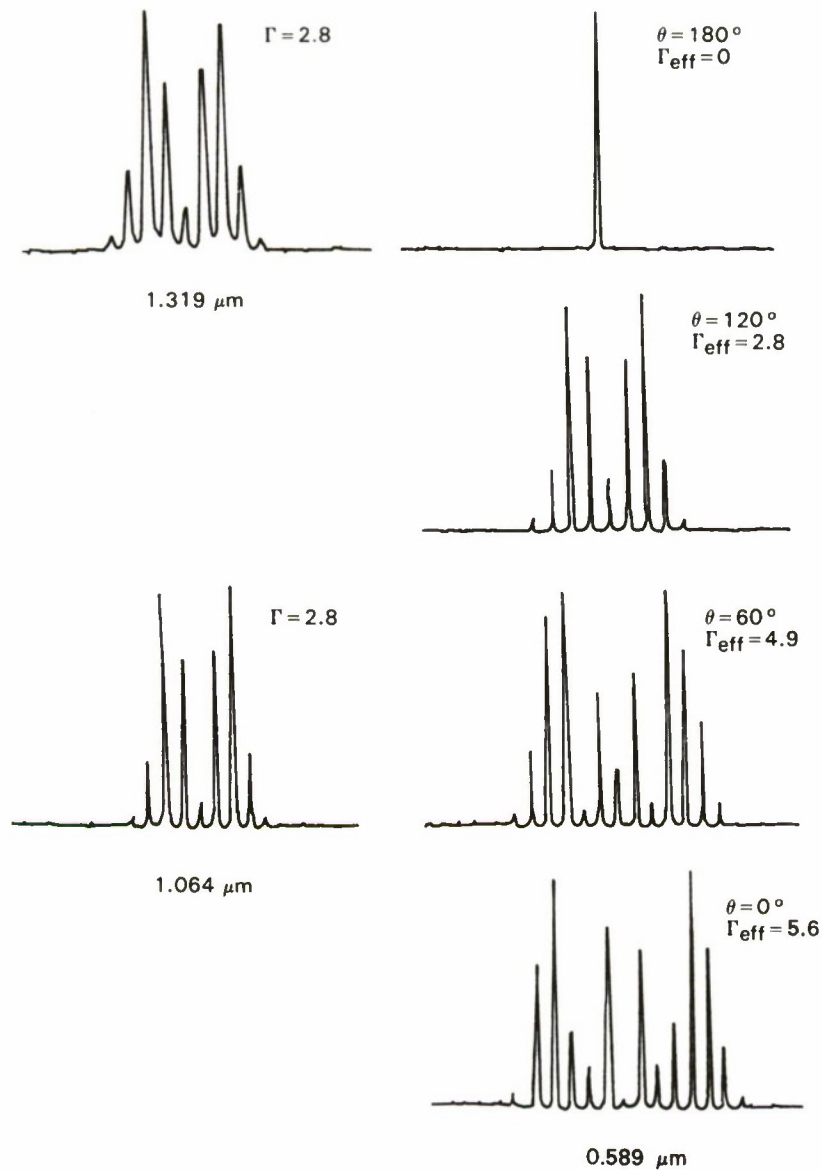 Γ = 2.8
θ = 180°
Γeff = 0
1.319 μm
θ = 120°
Γeff = 2.8
Γ = 2.8
θ = 60°
Γeff = 4.9
1.064 μm
θ = 0°
Γeff = 5.6
0.589 μm